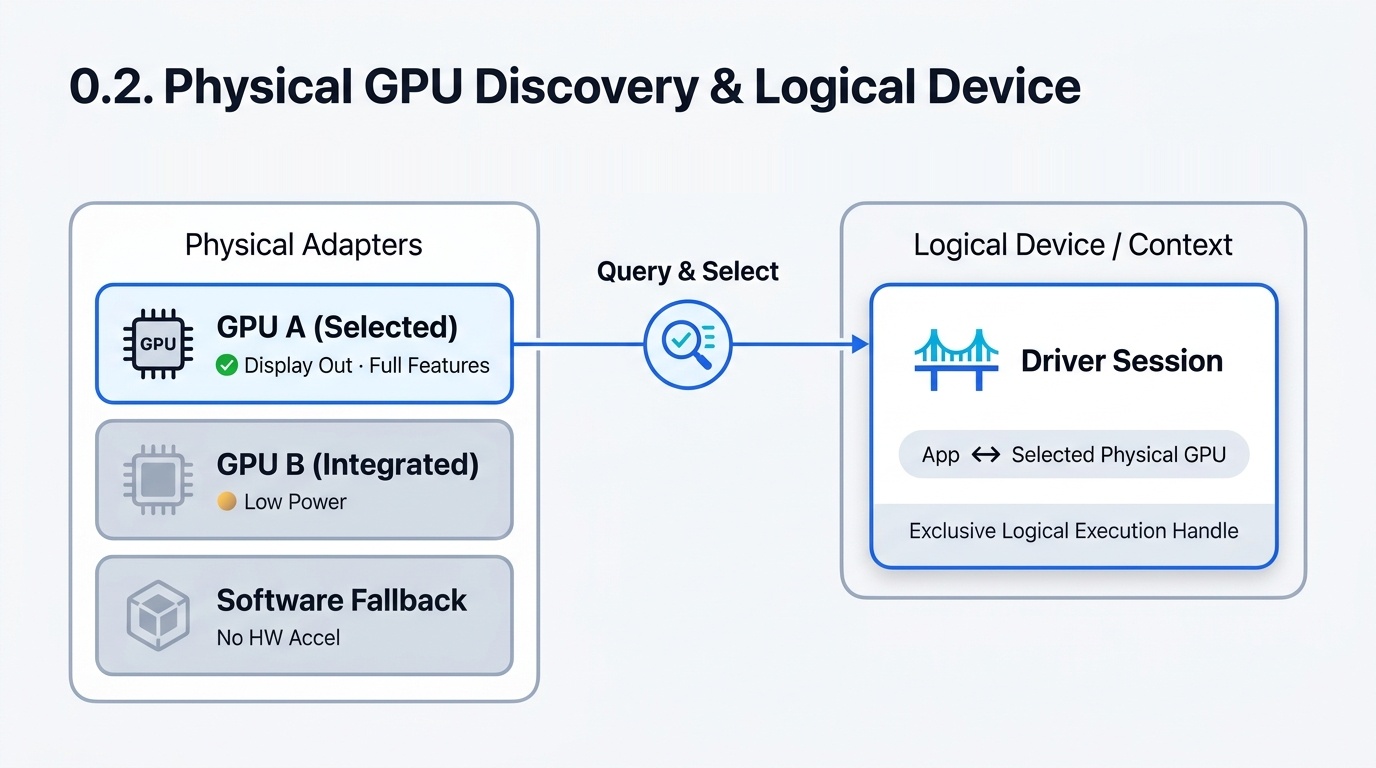 0.2. Physical GPU Discovery & Logical Device
Physical Adapters
GPU
GPU A (Selected)
Display Out · Full Features
GPU B (Integrated)
Low Power
Software Fallback
No HW Accel
Query & Select
Logical Device / Context
Driver Session
App ↔ Selected Physical GPU
Exclusive Logical Execution Handle